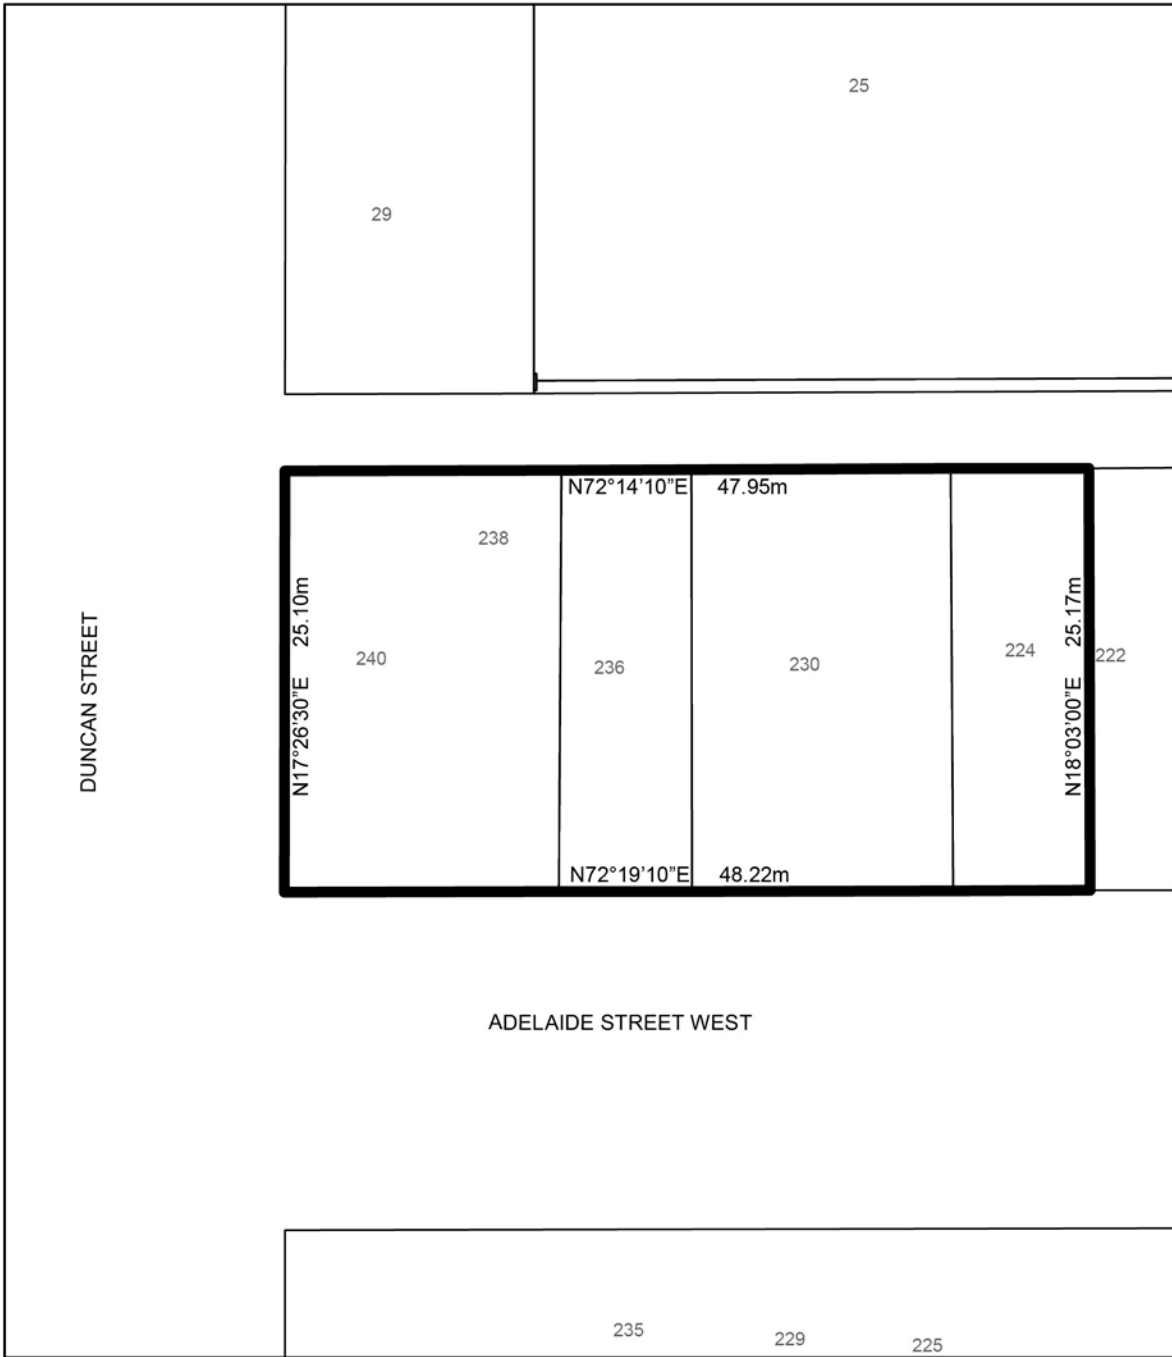 25
29
N72°14'10"E 47.95m
238
DUNCAN STREET
N17°26'30"E 25.10m
240
236
230
224
N18°03'00"E 25.17m
222
N72°19'10"E 48.22m
ADELAIDE STREET WEST
235
229
225